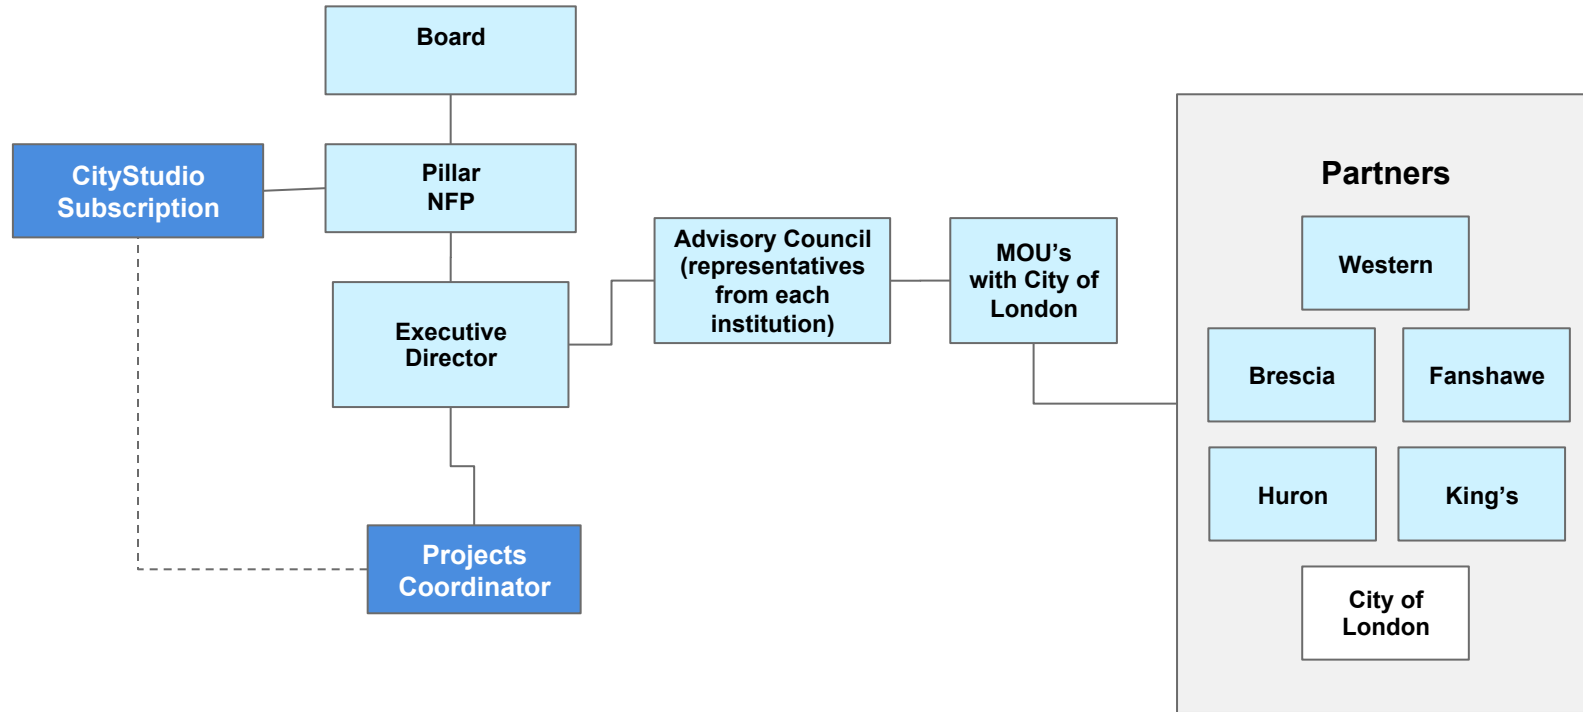 Board
CityStudio
Subscription
Pillar
NFP
Executive
Director
Projects
Coordinator
Advisory Council
(representatives
from each
institution)
MOU’s
with City of
London
Partners
Western
Brescia
Fanshawe
Huron
King’s
City of
London